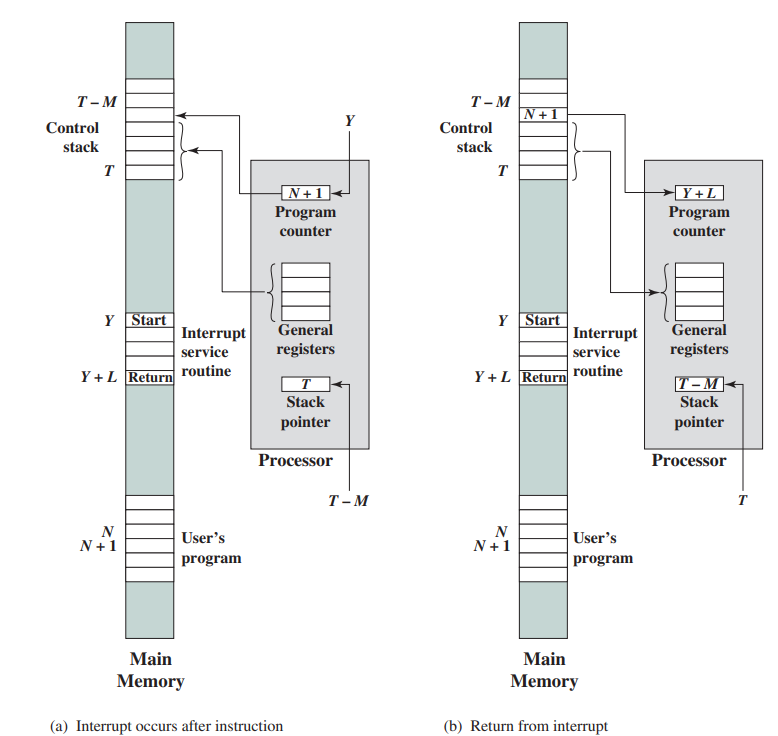 T – M
Control
stack
T
Y
N + 1
Program
counter
Y
Start
Interrupt
service
routine
Y + L
Return
General
registers
T
Stack
pointer
Processor
T – M
N
N + 1
User's
program
Main
Memory
(a) Interrupt occurs after instruction
T – M
N + 1
Control
stack
T
Y + L
Program
counter
Y
Start
Interrupt
service
routine
Y + L
Return
General
registers
T – M
Stack
pointer
Processor
T
N
N + 1
User's
program
Main
Memory
(b) Return from interrupt